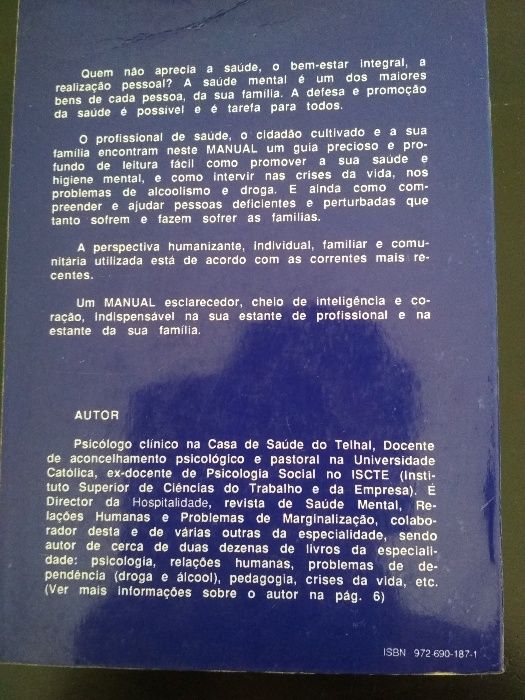 Quem não aprecia a saúde, o bem-estar integral, a
realização pessoal? A saúde mental é um dos maiores
bens de cada pessoa, da sua família. A defesa e promoção
da saúde é possível e é tarefa para todos.
O profissional de saúde, o cidadão cultivado e a sua
família encontram neste MANUAL um guia precioso e pro-
fundo de leitura fácil como promover a sua saúde e
higiene mental, e como intervir nas crises da vida, nos
problemas de alcoolismo e droga. E ainda como com-
preender e ajudar pessoas deficientes e perturbadas que
tanto sofrem e fazem sofrer as famílias.
A perspectiva humanizante, individual, familiar e comu-
nitária utilizada está de acordo com as correntes mais re-
centes.
Um MANUAL esclarecedor, cheio de inteligência e co-
ração, indispensável na sua estante de profissional e na
estante da sua família.
AUTOR
Psicólogo clínico na Casa de Saúde do Telhal, Docente
de aconcelhamento psicológico e pastoral na Universidade
Católica, ex-docente de Psicologia Social no ISCTE (Insti-
tuto Superior de Ciências do Trabalho e da Empresa). É
Director da Hospitalidade, revista de Saúde Mental, Re-
lações Humanas e Problemas de Marginalização, colabo-
rador desta e de várias outras da especialidade, sendo
autor de cerca de duas dezenas de livros da especiali-
dade: psicologia, relações humanas, problemas de de-
pendência (droga e álcool), pedagogia, crises da vida, etc.
(Ver mais informações sobre o autor na pág. 6)
ISBN 972-690-187-1